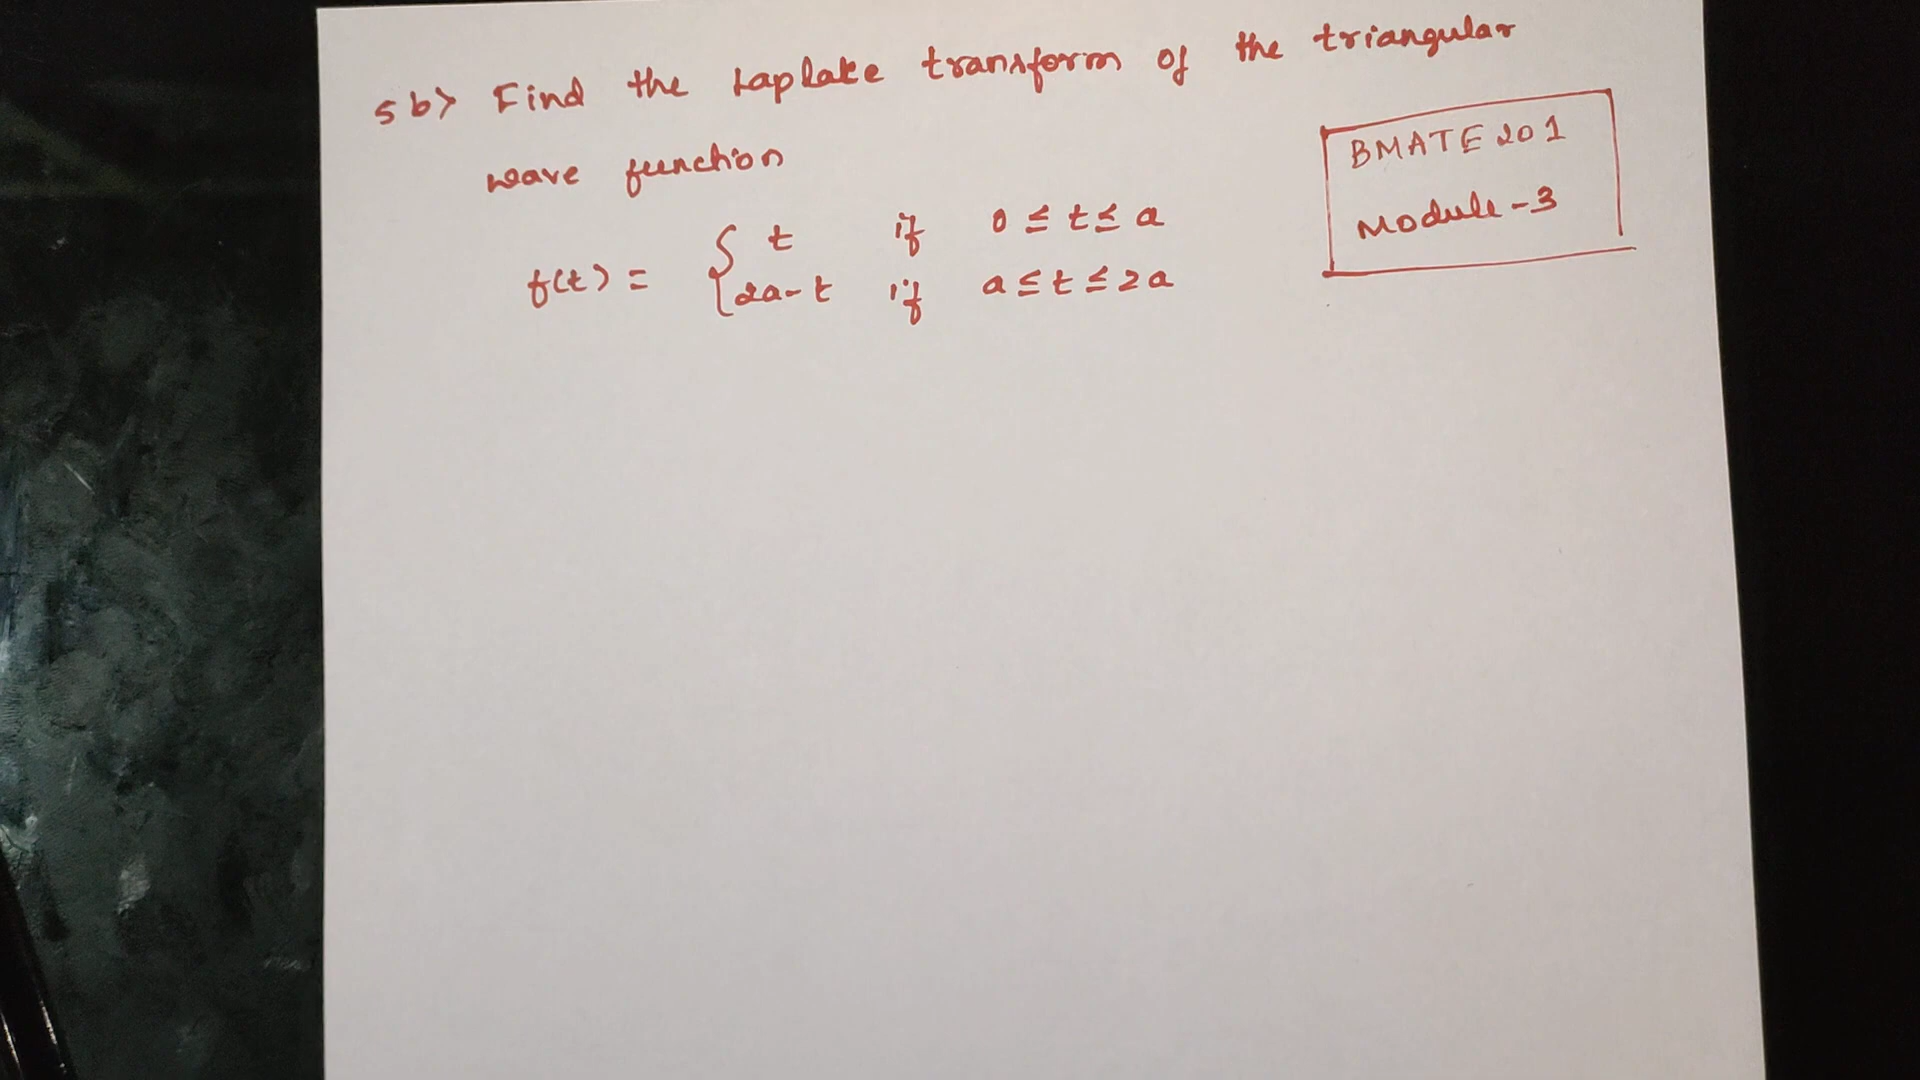 5b> Find the Laplace transform of the triangular
wave function
f(t) = { t if 0 ≤ t ≤ a
2a-t if a ≤ t ≤ 2a
BMATE201
Module-3